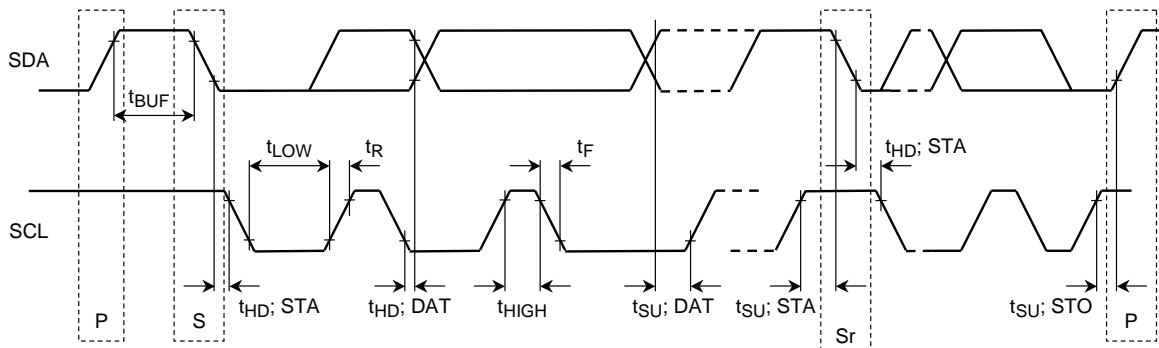 SDA
tBUF
tLOW
tR
tF
tHD; STA
SCL
tHD; STA
tHD; DAT
tHIGH
tSU; DAT
tSU; STA
tSU; STO
P
S
Sr
P